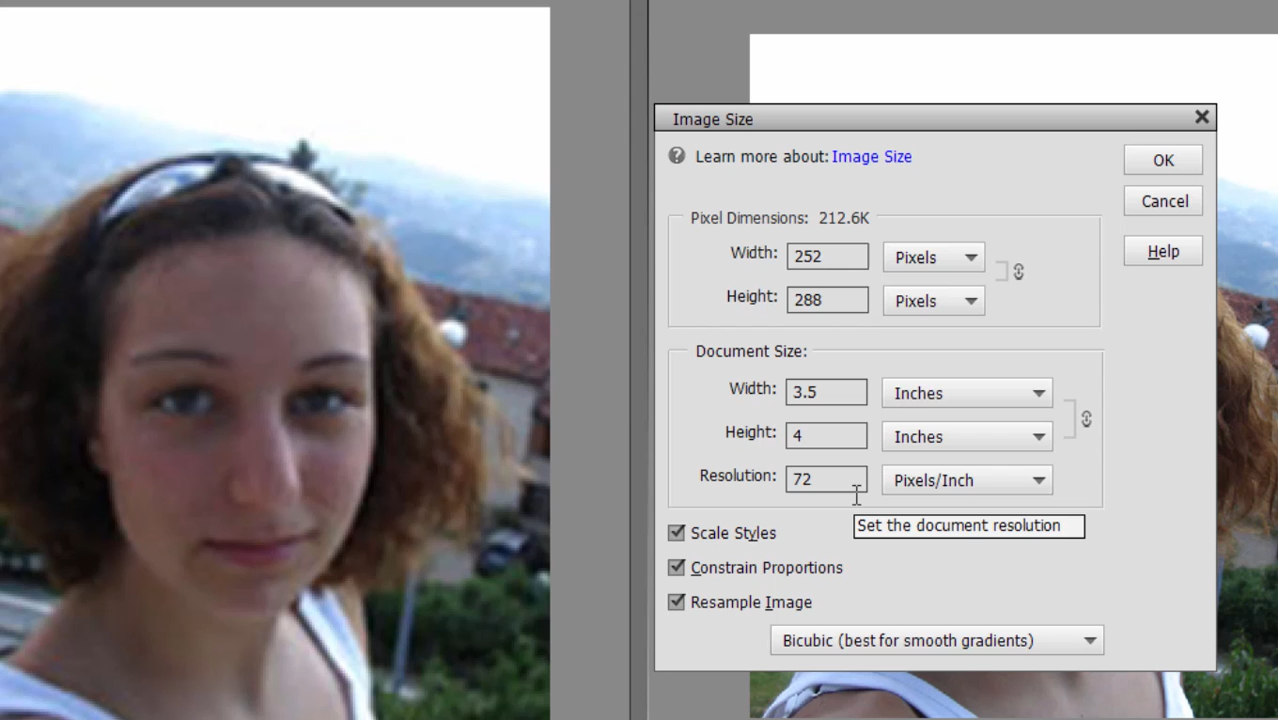 Image Size
Learn more about: Image Size
OK
Cancel
Help
Pixel Dimensions: 212.6K
Width: 252 Pixels
Height: 288 Pixels
Document Size:
Width: 3.5 Inches
Height: 4 Inches
Resolution: 72 Pixels/Inch
Set the document resolution
Scale Styles
Constrain Proportions
Resample Image
Bicubic (best for smooth gradients)